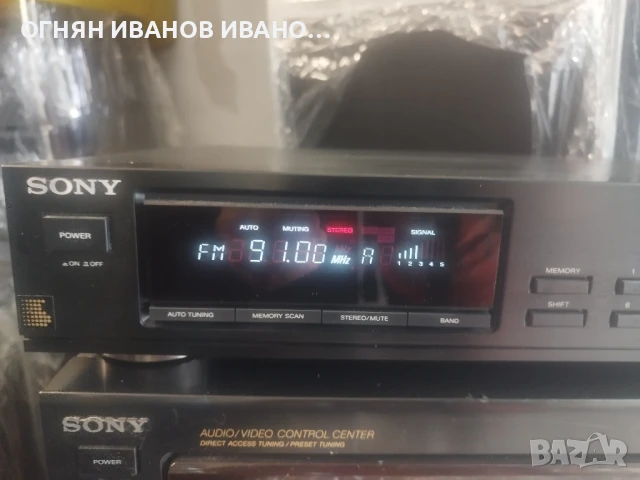 ОГНЯН ИВАНОВ ИВАНО...
SONY
POWER
ON OFF
AUTO MUTING STEREO SIGNAL
FM 91.00 MHz A
1 2 3 4 5
AUTO TUNING MEMORY SCAN STEREO/MUTE BAND
MEMORY
SHIFT
SONY
AUDIO/VIDEO CONTROL CENTER
DIRECT ACCESS TUNING/PRESET TUNING
POWER
BAZAR